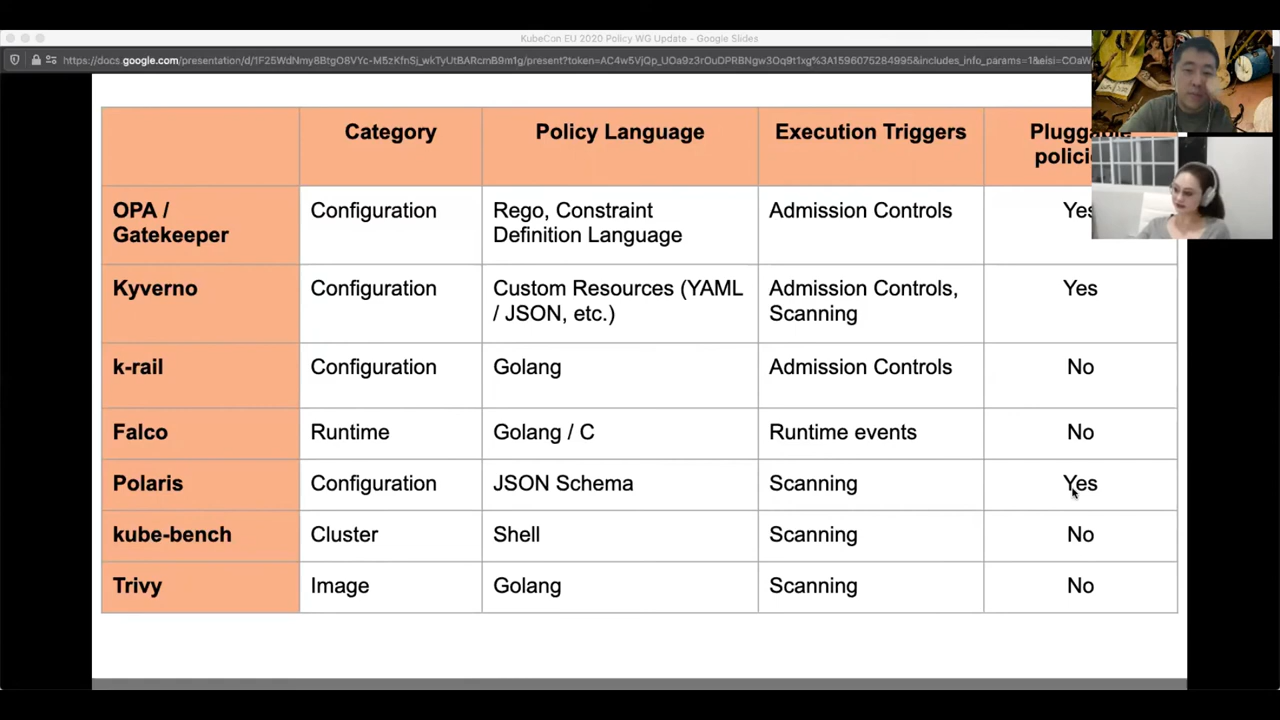 KubeCon EU 2020 Policy WG Update - Google Slides
Category
Policy Language
Execution Triggers
OPA /
Gatekeeper
Configuration
Rego, Constraint
Definition Language
Admission Controls
Yes
Kyverno
Configuration
Custom Resources (YAML
/ JSON, etc.)
Admission Controls,
Scanning
Yes
k-rail
Configuration
Golang
Admission Controls
No
Falco
Runtime
Golang / C
Runtime events
No
Polaris
Configuration
JSON Schema
Scanning
Yes
kube-bench
Cluster
Shell
Scanning
No
Trivy
Image
Golang
Scanning
No